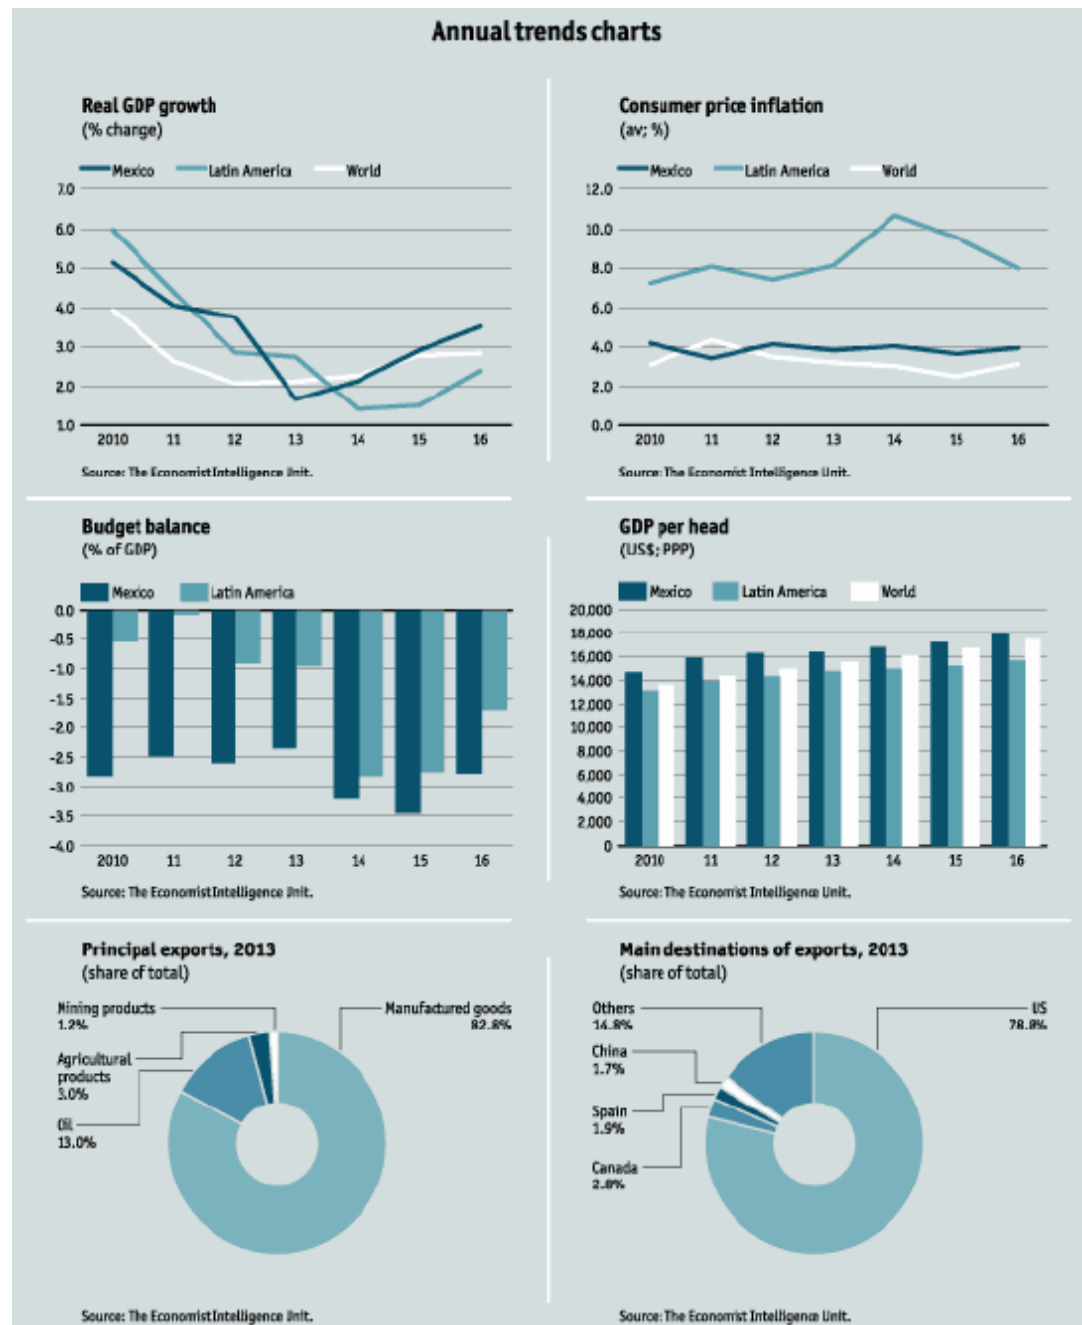 Annual trends charts
Real GDP growth
(% change)
Mexico Latin America World
7.0
6.0
5.0
4.0
3.0
2.0
1.0
2010 11 12 13 14 15 16
Source: The Economist Intelligence Unit.
Consumer price inflation
(av; %)
Mexico Latin America World
12.0
10.0
8.0
6.0
4.0
2.0
0.0
2010 11 12 13 14 15 16
Source: The Economist Intelligence Unit.
Budget balance
(% of GDP)
Mexico Latin America
0.0
-0.5
-1.0
-1.5
-2.0
-2.5
-3.0
-3.5
-4.0
2010 11 12 13 14 15 16
Source: The Economist Intelligence Unit.
GDP per head
(US$; PPP)
Mexico Latin America World
20,000
18,000
16,000
14,000
12,000
10,000
8,000
6,000
4,000
2,000
0
2010 11 12 13 14 15 16
Source: The Economist Intelligence Unit.
Principal exports, 2013
(share of total)
Mining products
1.2%
Manufactured goods
82.8%
Agricultural
products
3.0%
Oil
13.0%
Source: The Economist Intelligence Unit.
Main destinations of exports, 2013
(share of total)
Others
14.8%
US
78.8%
China
1.7%
Spain
1.9%
Canada
2.8%
Source: The Economist Intelligence Unit.